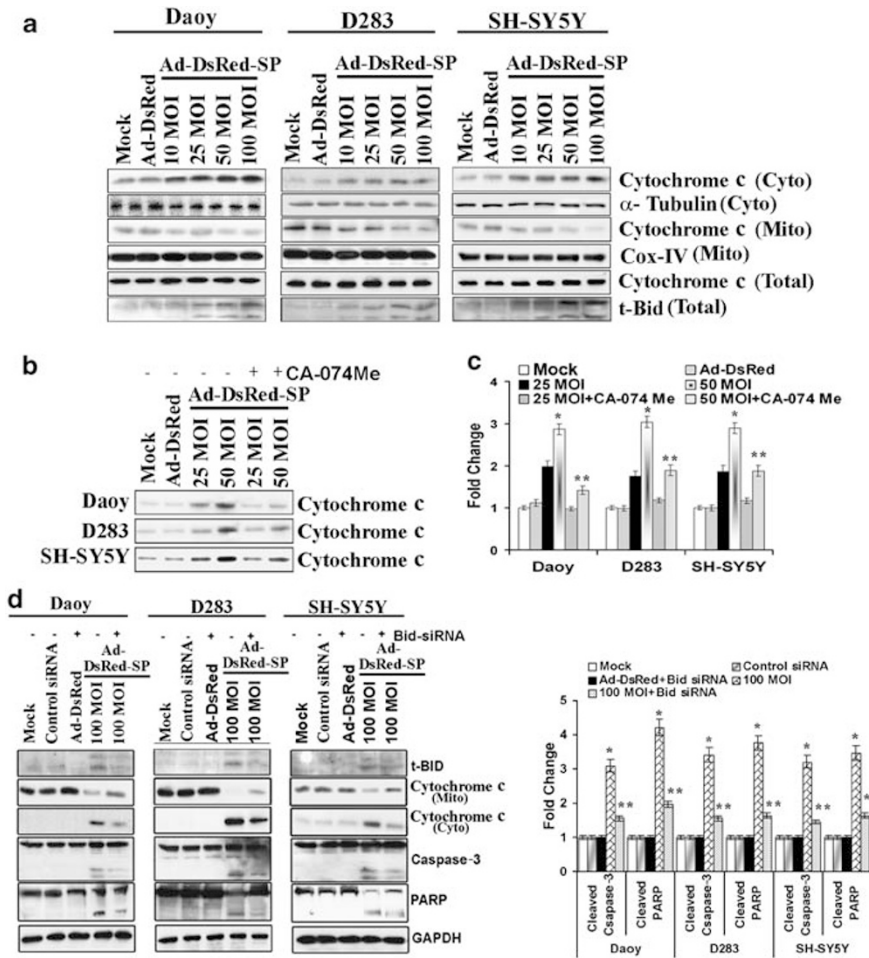 a
Daoy
D283
SH-SY5Y
Ad-DsRed-SP
Ad-DsRed-SP
Ad-DsRed-SP
Mock
Ad-DsRed
10 MOI
25 MOI
50 MOI
100 MOI
Mock
Ad-DsRed
10 MOI
25 MOI
50 MOI
100 MOI
Mock
Ad-DsRed
10 MOI
25 MOI
50 MOI
100 MOI
Cytochrome c (Cyto)
α- Tubulin (Cyto)
Cytochrome c (Mito)
Cox-IV (Mito)
Cytochrome c (Total)
t-Bid (Total)
b
- - - - + + CA-074Me
Ad-DsRed-SP
Mock
Ad-DsRed
25 MOI
50 MOI
25 MOI
50 MOI
Daoy Cytochrome c
D283 Cytochrome c
SH-SY5Y Cytochrome c
c
Mock Ad-DsRed
25 MOI 50 MOI
25 MOI+CA-074 Me 50 MOI+CA-074 Me
Fold Change
4
3
2
1
0
* ** * ** * **
Daoy D283 SH-SY5Y
d
Daoy
D283
SH-SY5Y
- - + - +
- - + - +
- - + - + Bid-siRNA
Ad-DsRed-SP
Ad-DsRed-SP
Ad-DsRed-SP
Mock
Control siRNA
Ad-DsRed
100 MOI
100 MOI
Mock
Control siRNA
Ad-DsRed
100 MOI
100 MOI
Mock
Control siRNA
Ad-DsRed
100 MOI
100 MOI
t-BID
Cytochrome c
(Mito)
Cytochrome c
(Cyto)
Caspase-3
PARP
GAPDH
Mock Control siRNA
Ad-DsRed+Bid siRNA 100 MOI
100 MOI+Bid siRNA
Fold Change
5
4
3
2
1
0
* ** * ** * ** * ** * ** * **
Cleaved Csapase-3
Cleaved PARP
Cleaved Csapase-3
Cleaved PARP
Cleaved Csapase-3
Cleaved PARP
Daoy D283 SH-SY5Y